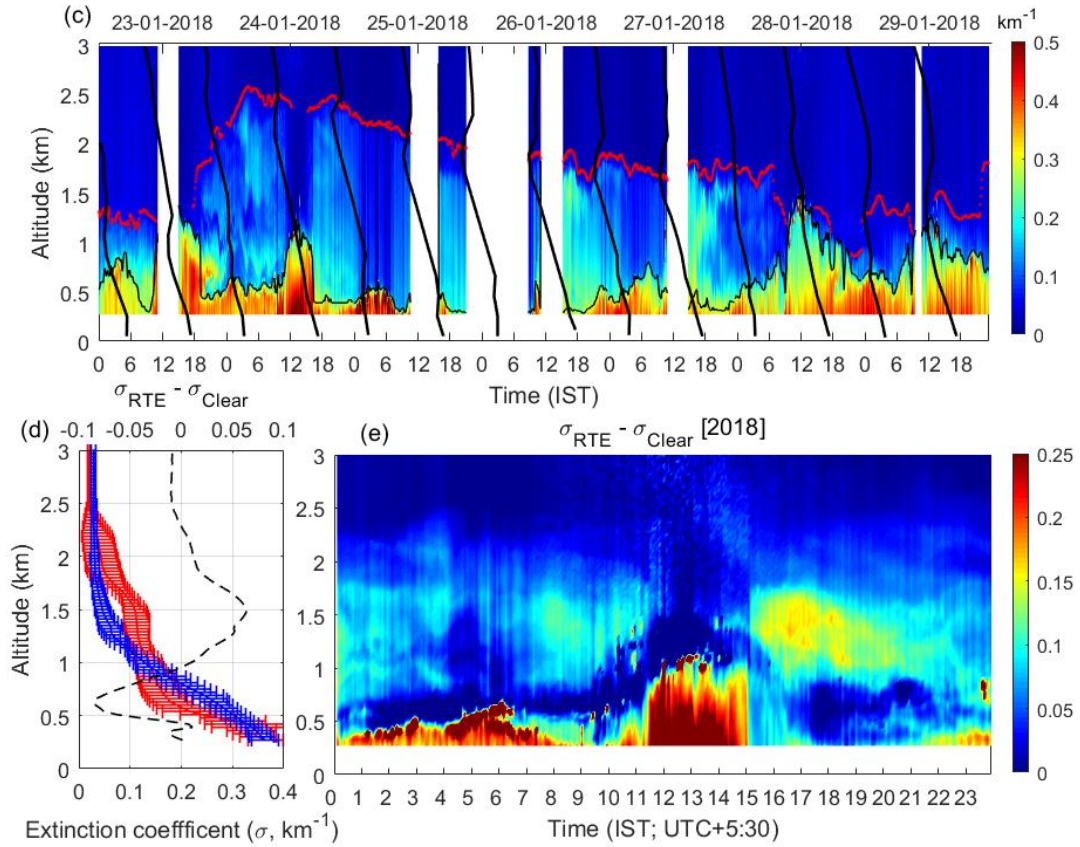 (c) 23-01-2018 24-01-2018 25-01-2018 26-01-2018 27-01-2018 28-01-2018 29-01-2018 km-1
3
2.5
2
1.5
1
0.5
0
Altitude (km)
0.5
0.4
0.3
0.2
0.1
0
0 6 12 18 0 6 12 18 0 6 12 18 0 6 12 18 0 6 12 18 0 6 12 18 0 6 12 18
Time (IST)
σRTE - σClear
(d) -0.1 -0.05 0 0.05 0.1
3
2.5
2
1.5
1
0.5
0
Altitude (km)
0 0.1 0.2 0.3 0.4
Extinction coeffficent (σ, km-1)
(e) σRTE - σClear [2018]
3
2
1.5
1
0.5
0
0.25
0.2
0.15
0.1
0.05
0
0 1 2 3 4 5 6 7 8 9 10 11 12 13 14 15 16 17 18 19 20 21 22 23
Time (IST; UTC+5:30)